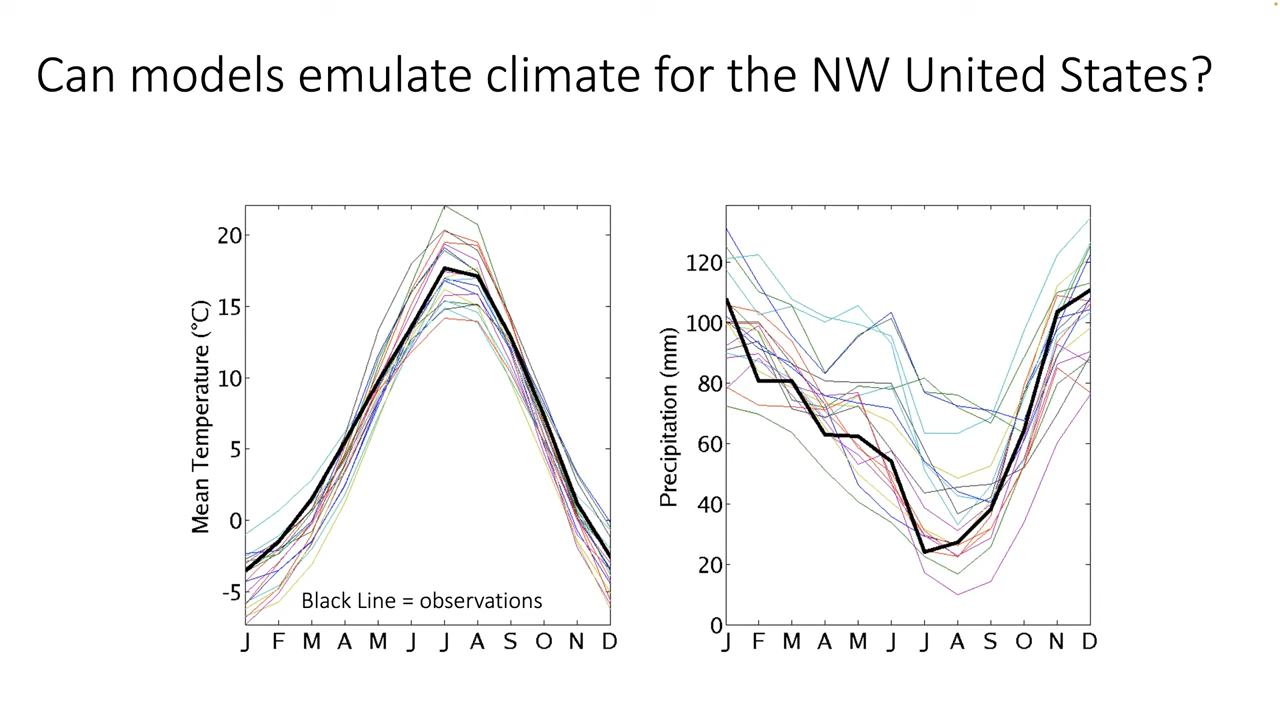 Can models emulate climate for the NW United States?
Mean Temperature (°C)
20
15
10
5
0
-5
Black Line = observations
J F M A M J J A S O N D
Precipitation (mm)
120
100
80
60
40
20
0
J F M A M J J A S O N D